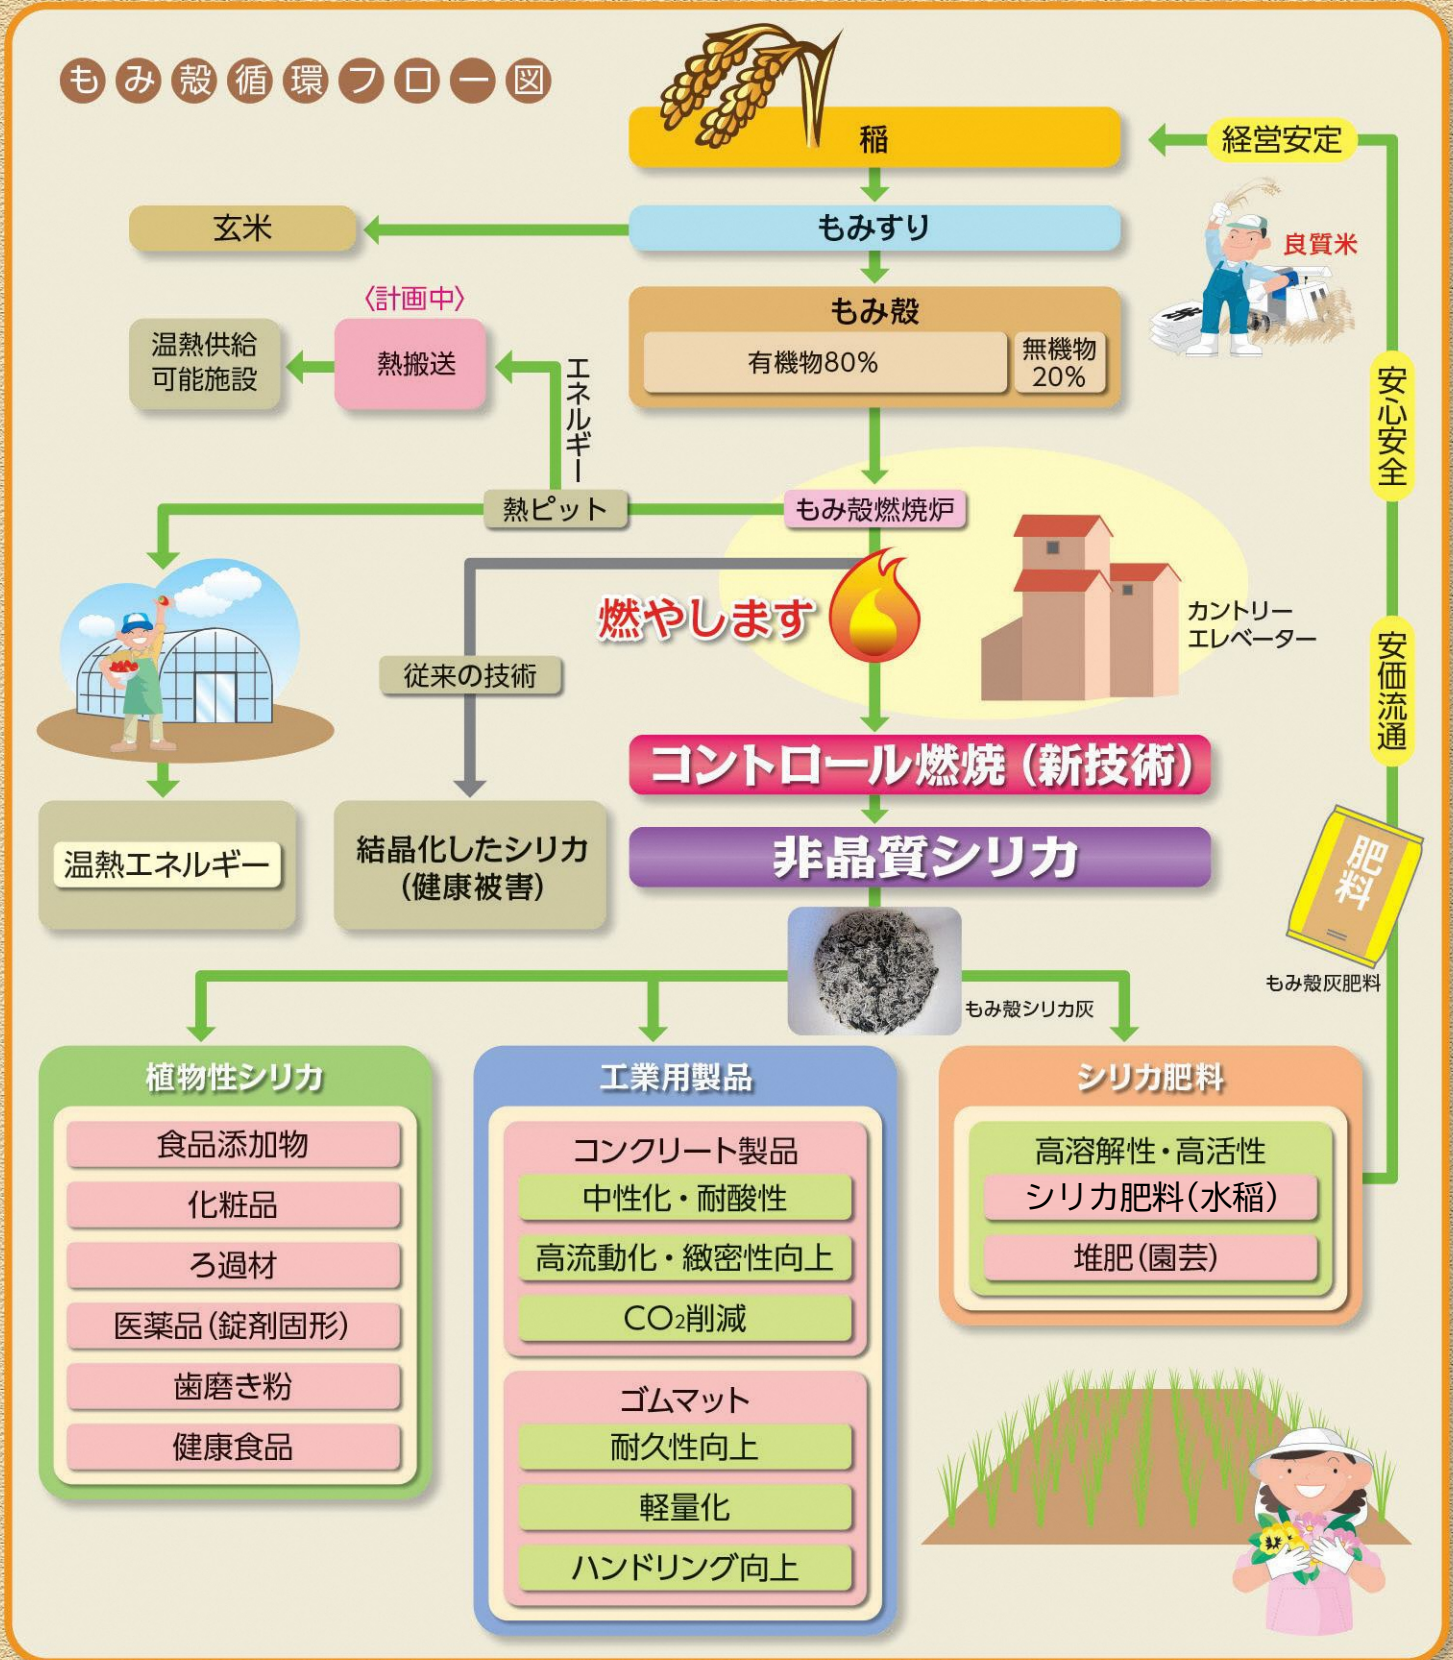 もみ殻循環フロー図
稲
経営安定
玄米
もみすり
良質米
〈計画中〉
もみ殻
温熱供給
可能施設
熱搬送
エネルギー
有機物80%
無機物
20%
安心安全
熱ピット
もみ殻燃焼炉
燃やします
カントリー
エレベーター
従来の技術
安価流通
コントロール燃焼（新技術）
温熱エネルギー
結晶化したシリカ
（健康被害）
非晶質シリカ
肥料
もみ殻灰肥料
もみ殻シリカ灰
植物性シリカ
食品添加物
化粧品
ろ過材
医薬品（錠剤固形）
歯磨き粉
健康食品
工業用製品
コンクリート製品
中性化・耐酸性
高流動化・緻密性向上
CO₂削減
ゴムマット
耐久性向上
軽量化
ハンドリング向上
シリカ肥料
高溶解性・高活性
シリカ肥料（水稲）
堆肥（園芸）